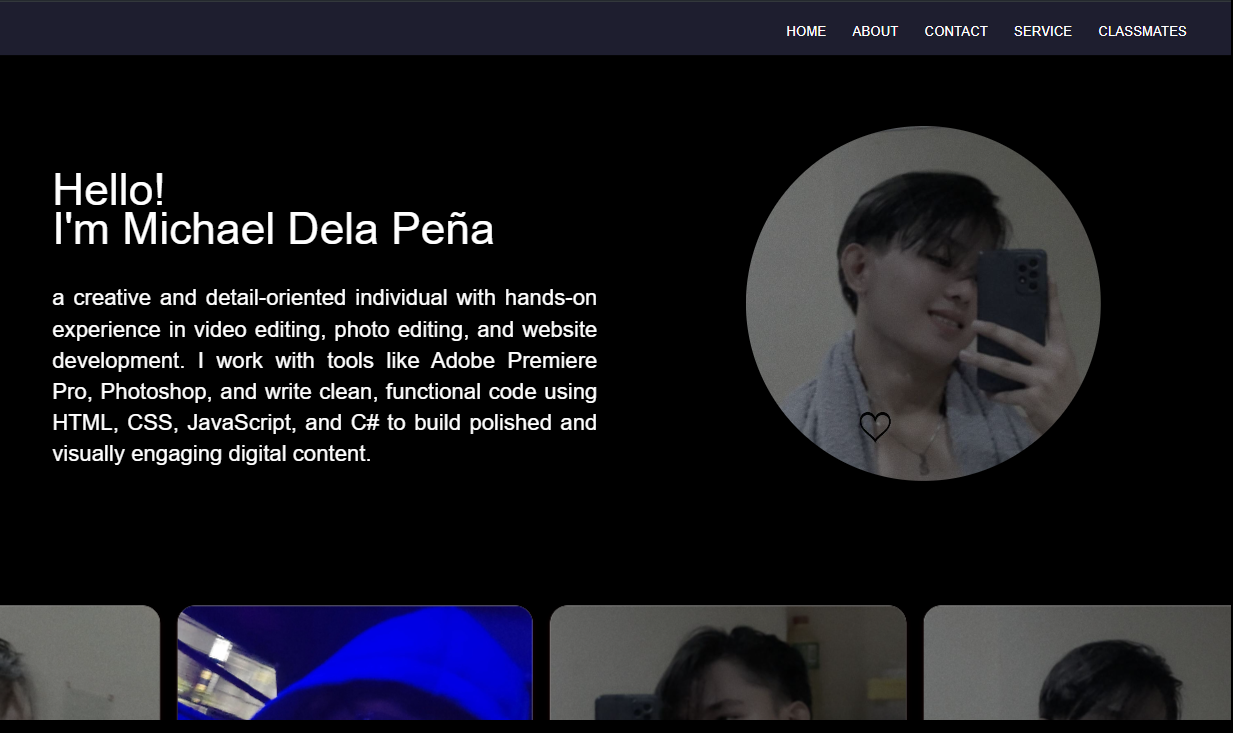 HOME ABOUT CONTACT SERVICE CLASSMATES
Hello!
I'm Michael Dela Peña
a creative and detail-oriented individual with hands-on
experience in video editing, photo editing, and website
development. I work with tools like Adobe Premiere
Pro, Photoshop, and write clean, functional code using
HTML, CSS, JavaScript, and C# to build polished and
visually engaging digital content.